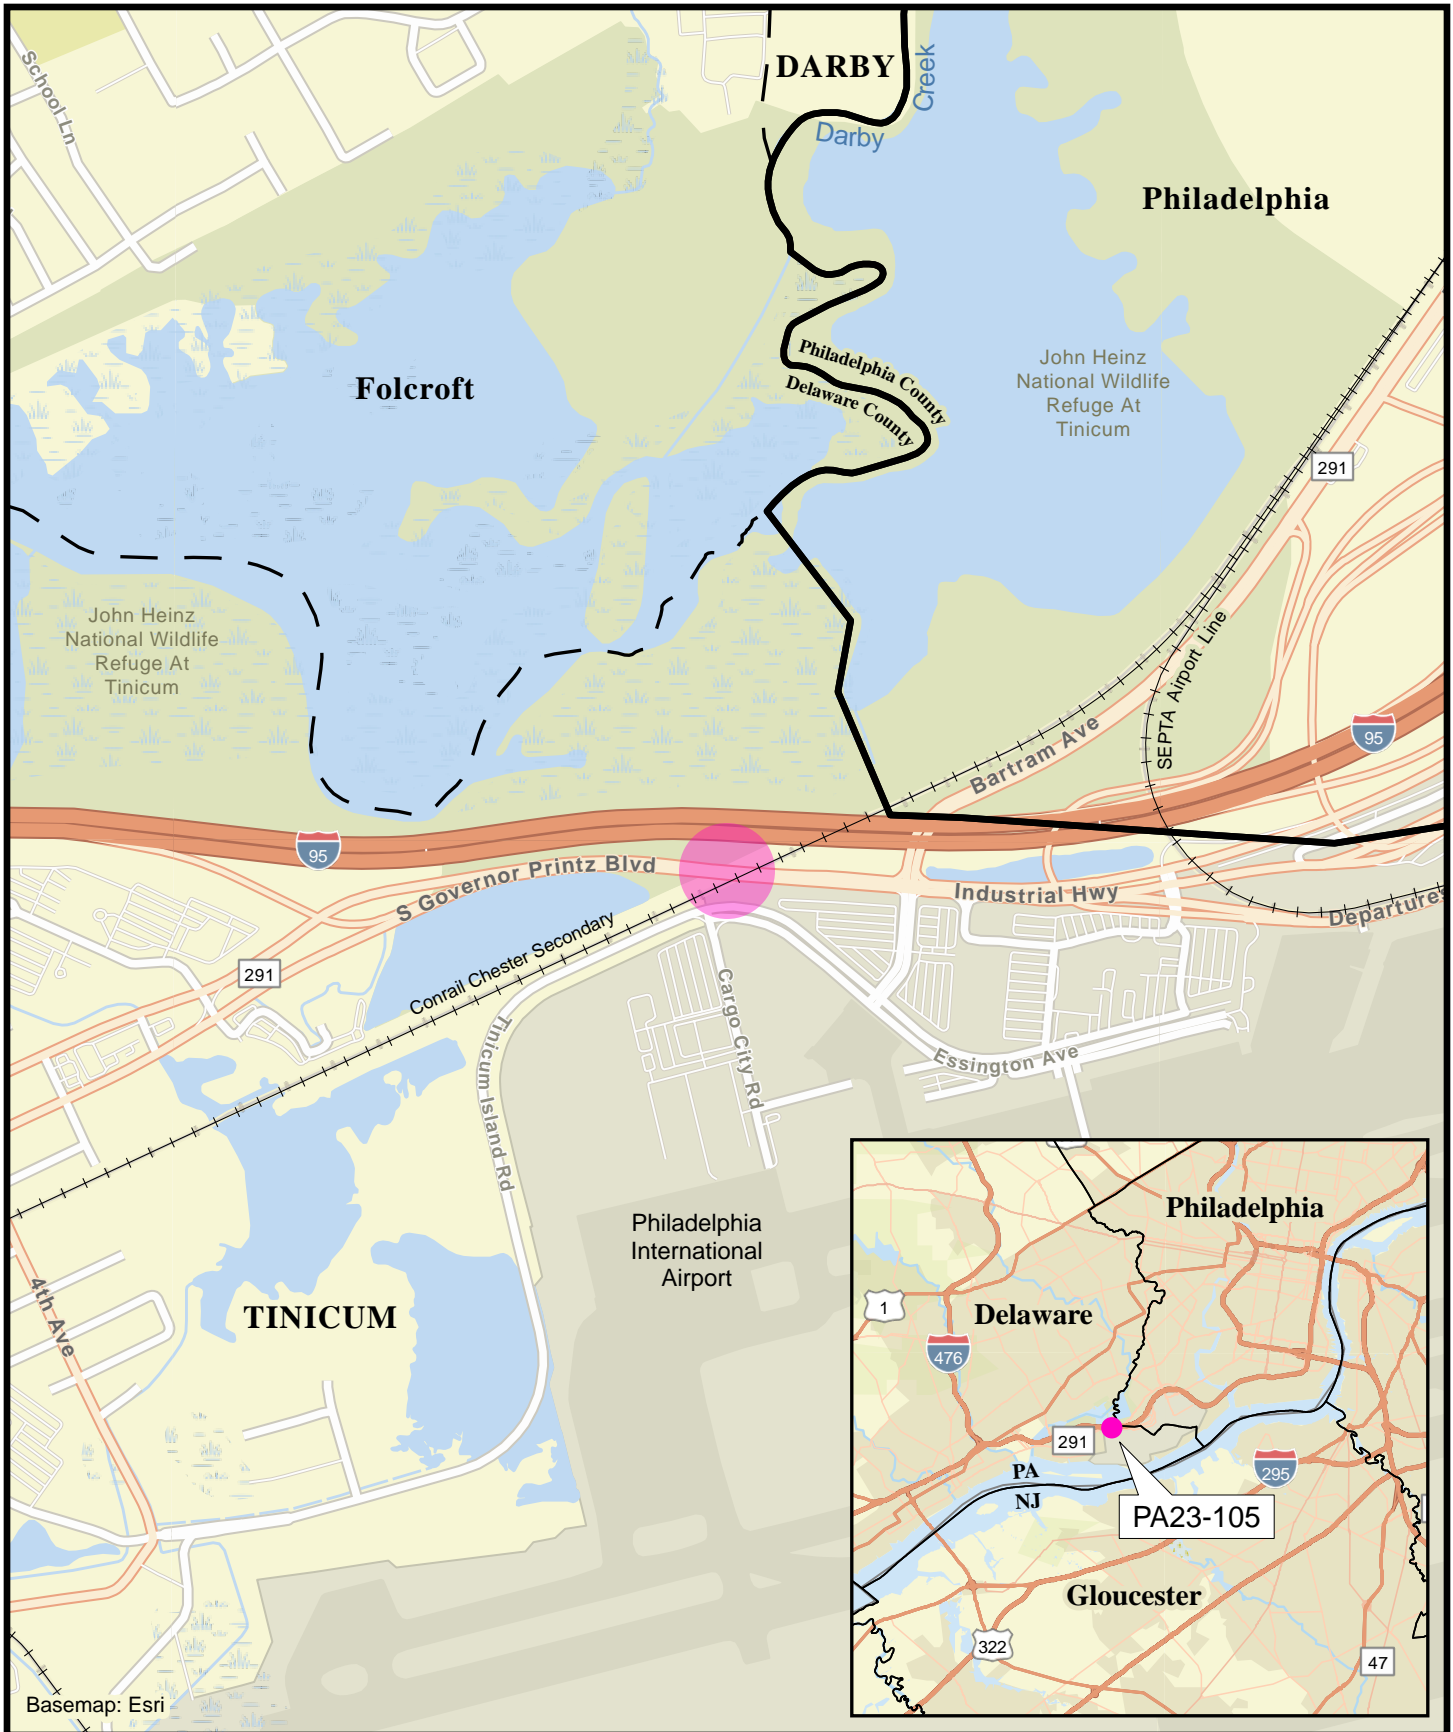 School Ln
DARBY
Darby
Creek
Philadelphia
Folcroft
Philadelphia County
Delaware County
John Heinz
National Wildlife
Refuge At
Tinicum
291
John Heinz
National Wildlife
Refuge At
Tinicum
SEPTA Airport Line
Bartram Ave
95
95
S Governor Printz Blvd
Industrial Hwy
Departures
291
Conrail Chester Secondary
Cargo City Rd
Tinicum Island Rd
Essington Ave
Philadelphia
International
Airport
4th Ave
TINICUM
Philadelphia
1
Delaware
476
291
PA
NJ
295
PA23-105
Gloucester
322
47
Basemap: Esri